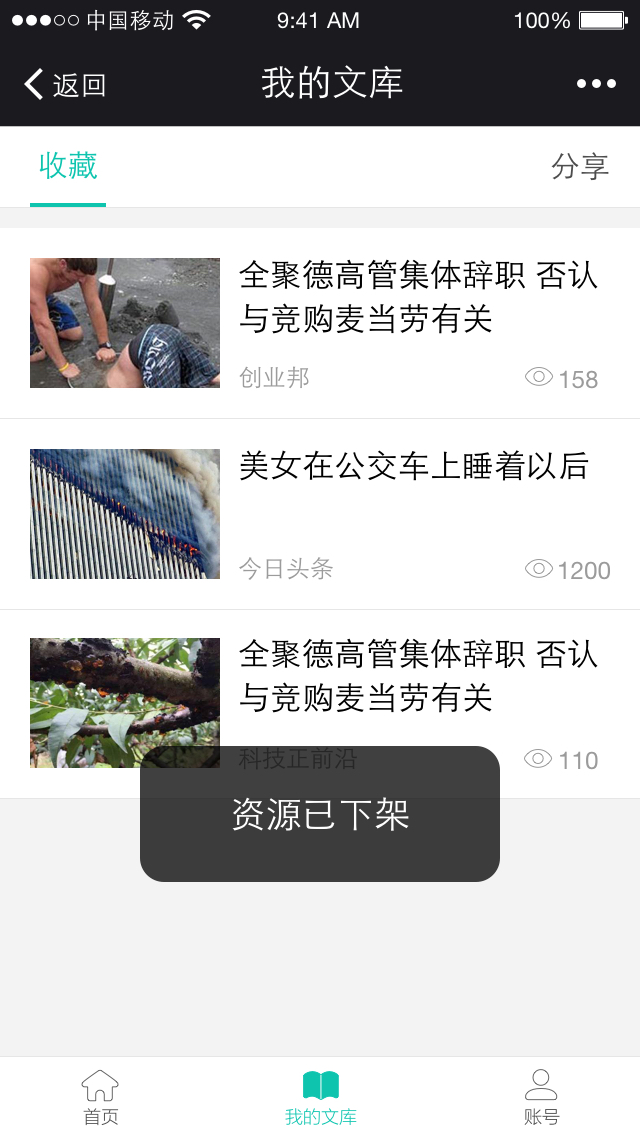 中国移动 9:41 AM 100%
返回 我的文库
收藏 分享
全聚德高管集体辞职 否认
与竞购麦当劳有关
创业邦 158
美女在公交车上睡着以后
今日头条 1200
全聚德高管集体辞职 否认
与竞购麦当劳有关
科技正前沿 110
资源已下架
首页 我的文库 账号